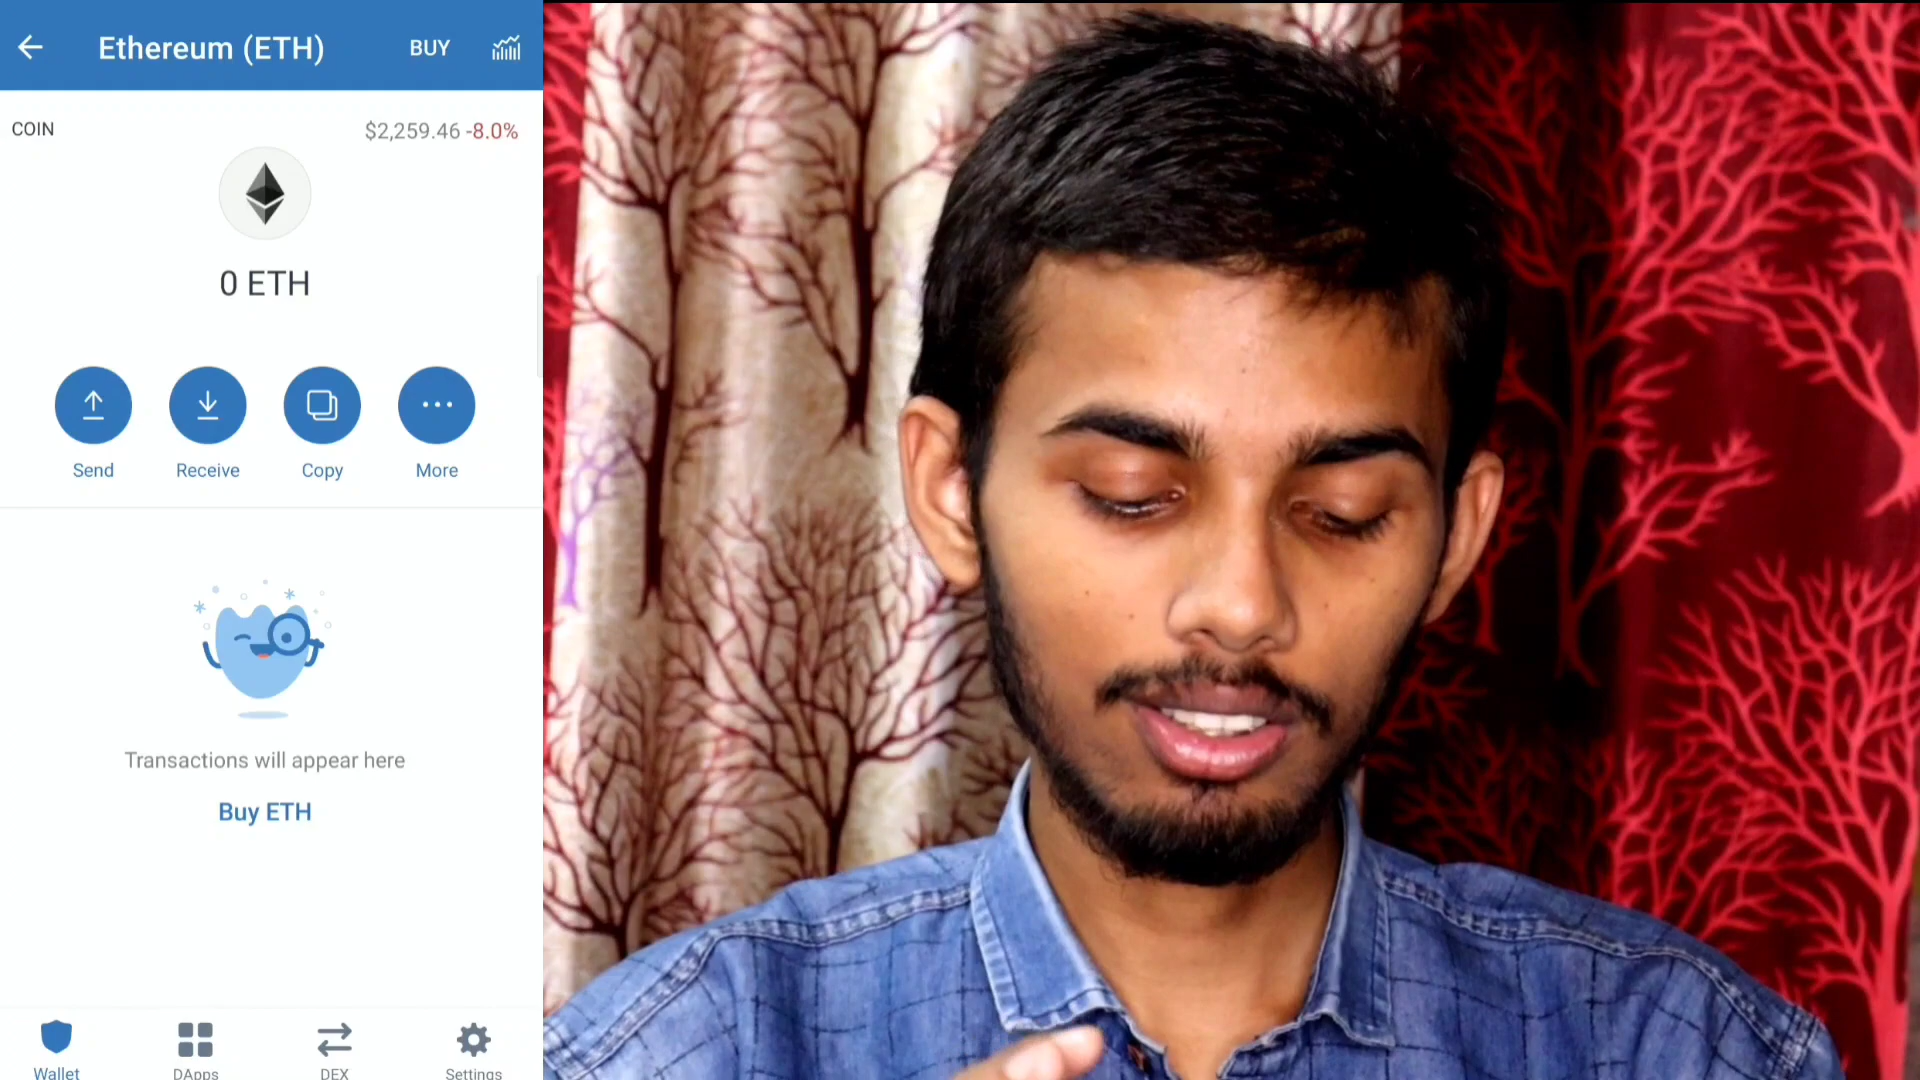 Ethereum (ETH)
BUY
COIN
$2,259.46 -8.0%
0 ETH
Send
Receive
Copy
More
Transactions will appear here
Buy ETH
Wallet
DApps
DEX
Settings